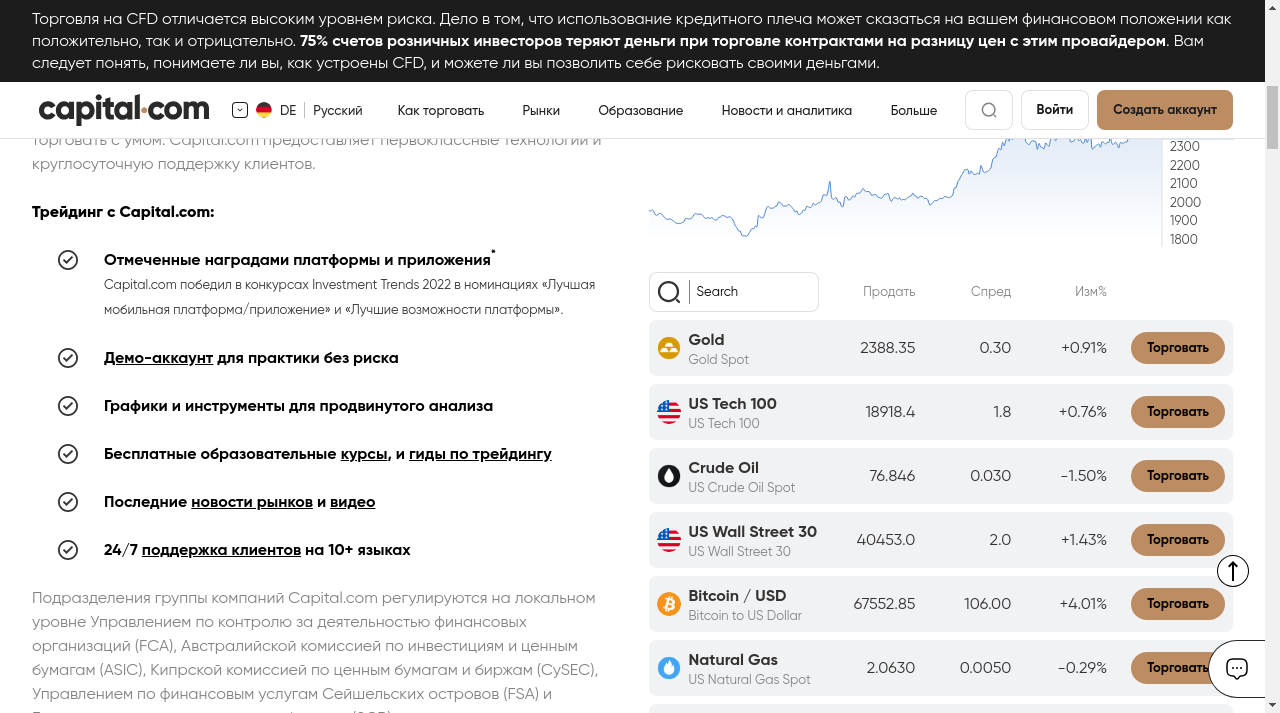 Торговля на CFD отличается высоким уровнем риска. Дело в том, что использование кредитного плеча может сказаться на вашем финансовом положении как
положительно, так и отрицательно. 75% счетов розничных инвесторов теряют деньги при торговле контрактами на разницу цен с этим провайдером. Вам
следует понять, понимаете ли вы, как устроены CFD, и можете ли вы позволить себе рисковать своими деньгами.
capital.com DE Русский Как торговать Рынки Образование Новости и аналитика Больше Войти Создать аккаунт
торговать с умом. Capital.com предоставляет первоклассные технологии и
круглосуточную поддержку клиентов.
Трейдинг с Capital.com:
Отмеченные наградами платформы и приложения*
Capital.com победил в конкурсах Investment Trends 2022 в номинациях «Лучшая
мобильная платформа/приложение» и «Лучшие возможности платформы».
Демо-аккаунт для практики без риска
Графики и инструменты для продвинутого анализа
Бесплатные образовательные курсы, и гиды по трейдингу
Последние новости рынков и видео
24/7 поддержка клиентов на 10+ языках
Подразделения группы компаний Capital.com регулируются на локальном
уровне Управлением по контролю за деятельностью финансовых
организаций (FCA), Австралийской комиссией по инвестициям и ценным
бумагам (ASIC), Кипрской комиссией по ценным бумагам и биржам (CySEC),
Управлением по финансовым услугам Сейшельских островов (FSA) и
2300
2200
2100
2000
1900
1800
Search Продать Спред Изм%
Gold 2388.35 0.30 +0.91% Торговать
Gold Spot
US Tech 100 18918.4 1.8 +0.76% Торговать
US Tech 100
Crude Oil 76.846 0.030 -1.50% Торговать
US Crude Oil Spot
US Wall Street 30 40453.0 2.0 +1.43% Торговать
US Wall Street 30
Bitcoin / USD 67552.85 106.00 +4.01% Торговать
Bitcoin to US Dollar
Natural Gas 2.0630 0.0050 -0.29% Торговать
US Natural Gas Spot